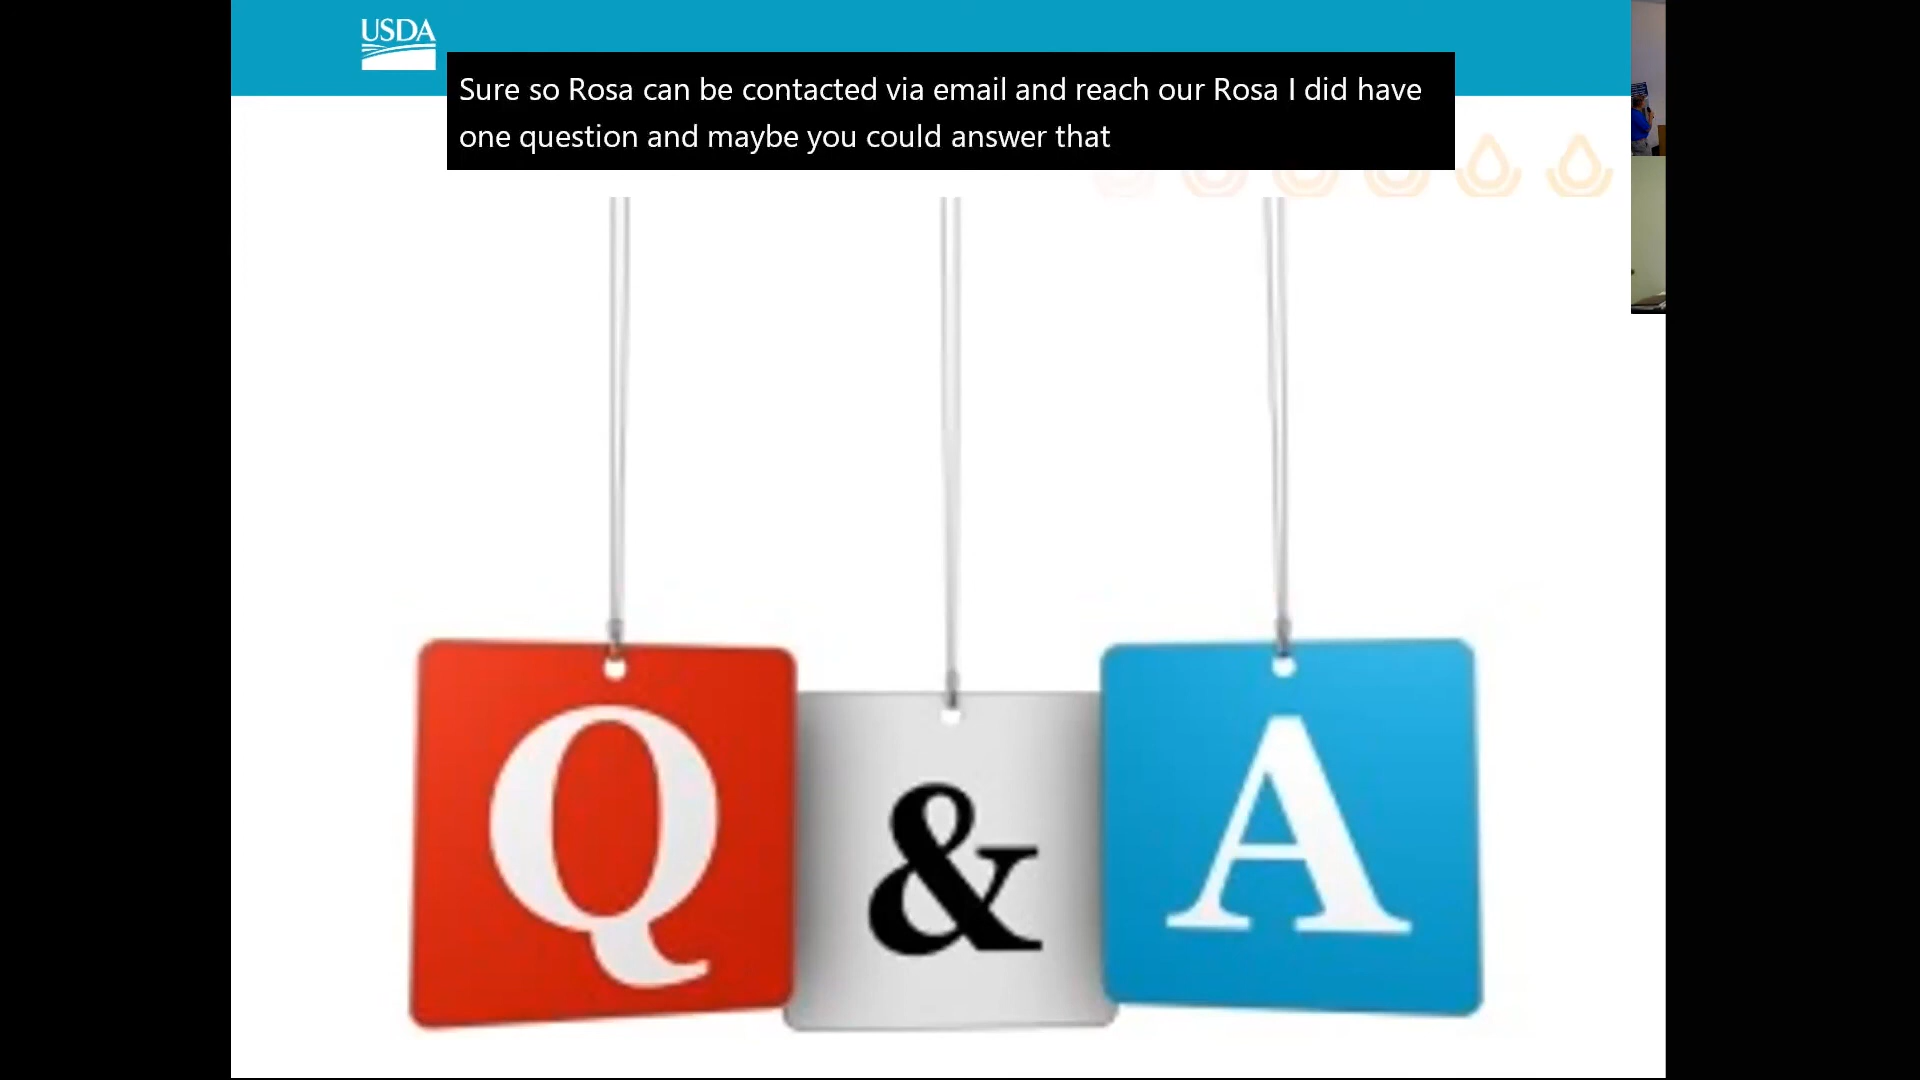 USDA
Sure so Rosa can be contacted via email and reach our Rosa I did have
one question and maybe you could answer that
Q & A